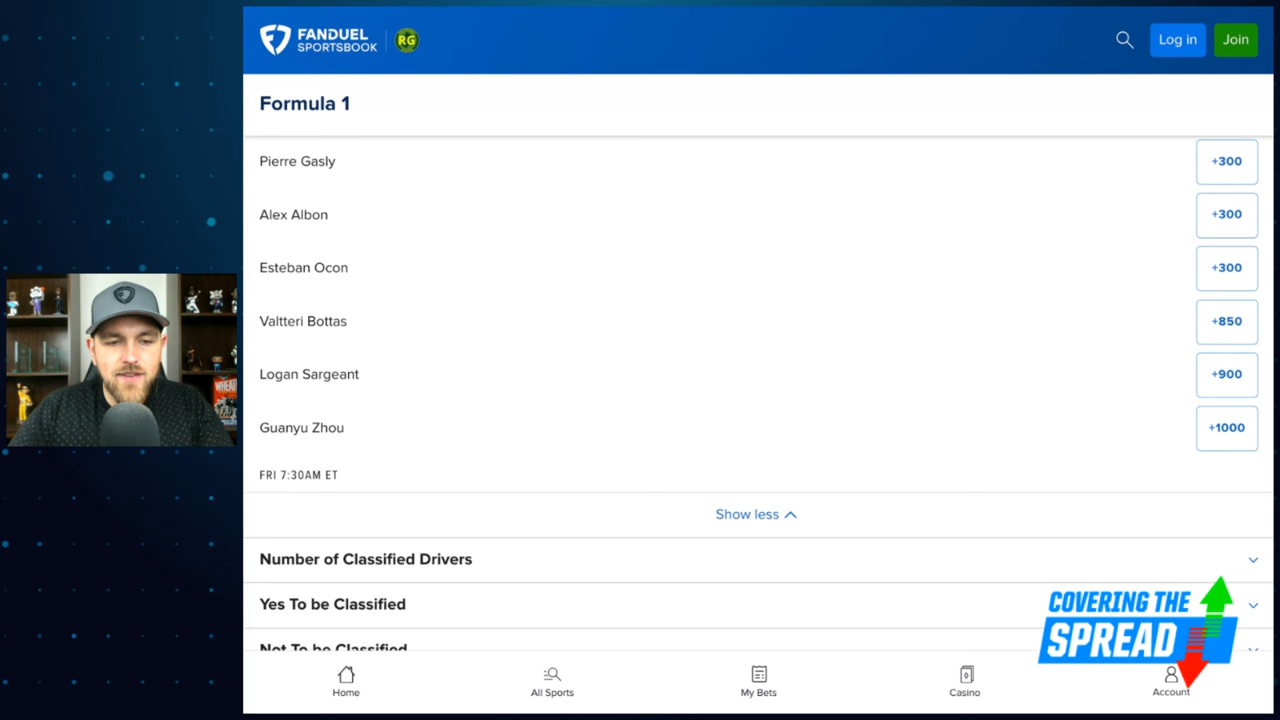 FANDUEL
SPORTSBOOK
RG
Log in
Join
Formula 1
Pierre Gasly
+300
Alex Albon
+300
Esteban Ocon
+300
Valtteri Bottas
+850
Logan Sargeant
+900
Guanyu Zhou
+1000
FRI 7:30AM ET
Show less
Number of Classified Drivers
Yes To be Classified
Not To be Classified
COVERING THE
SPREAD
Home
All Sports
My Bets
Casino
Account
WHEATIES